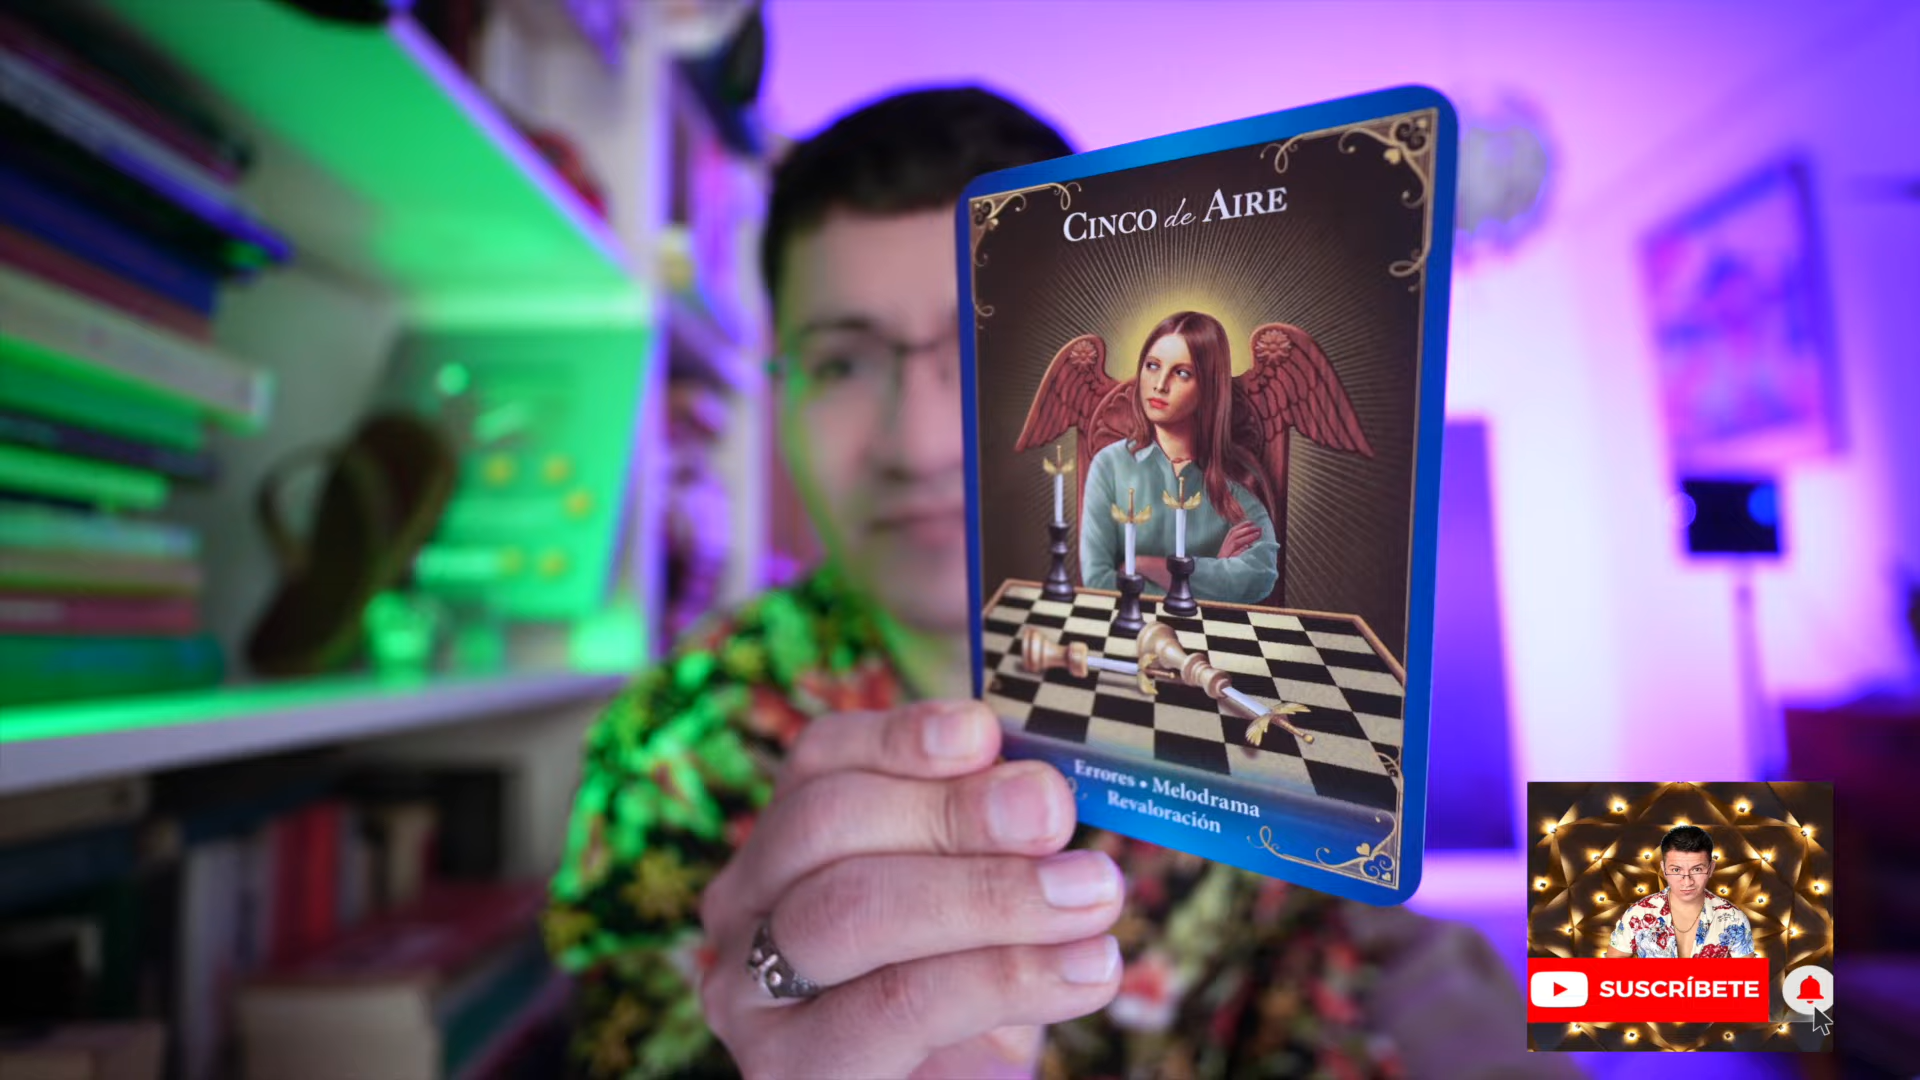 CINCO de AIRE
Errores • Melodrama
Revaloración
SUSCRÍBETE